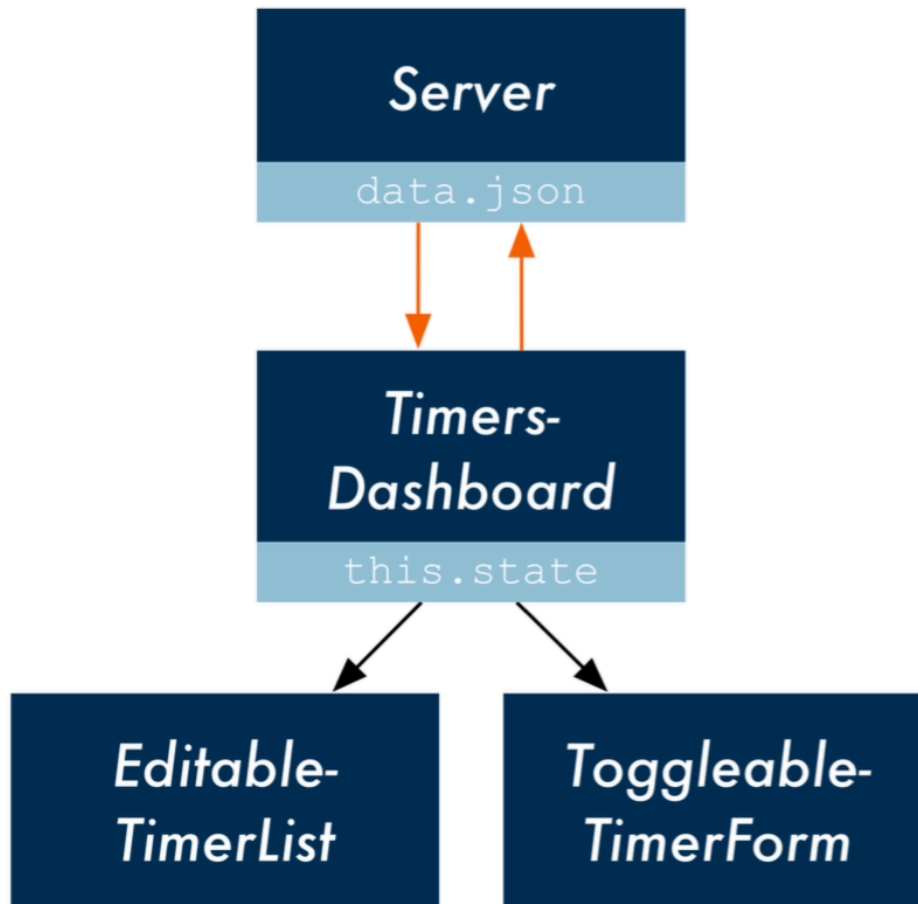 Server
data.json
Timers-
Dashboard
this.state
Editable-
TimerList
Toggleable-
TimerForm